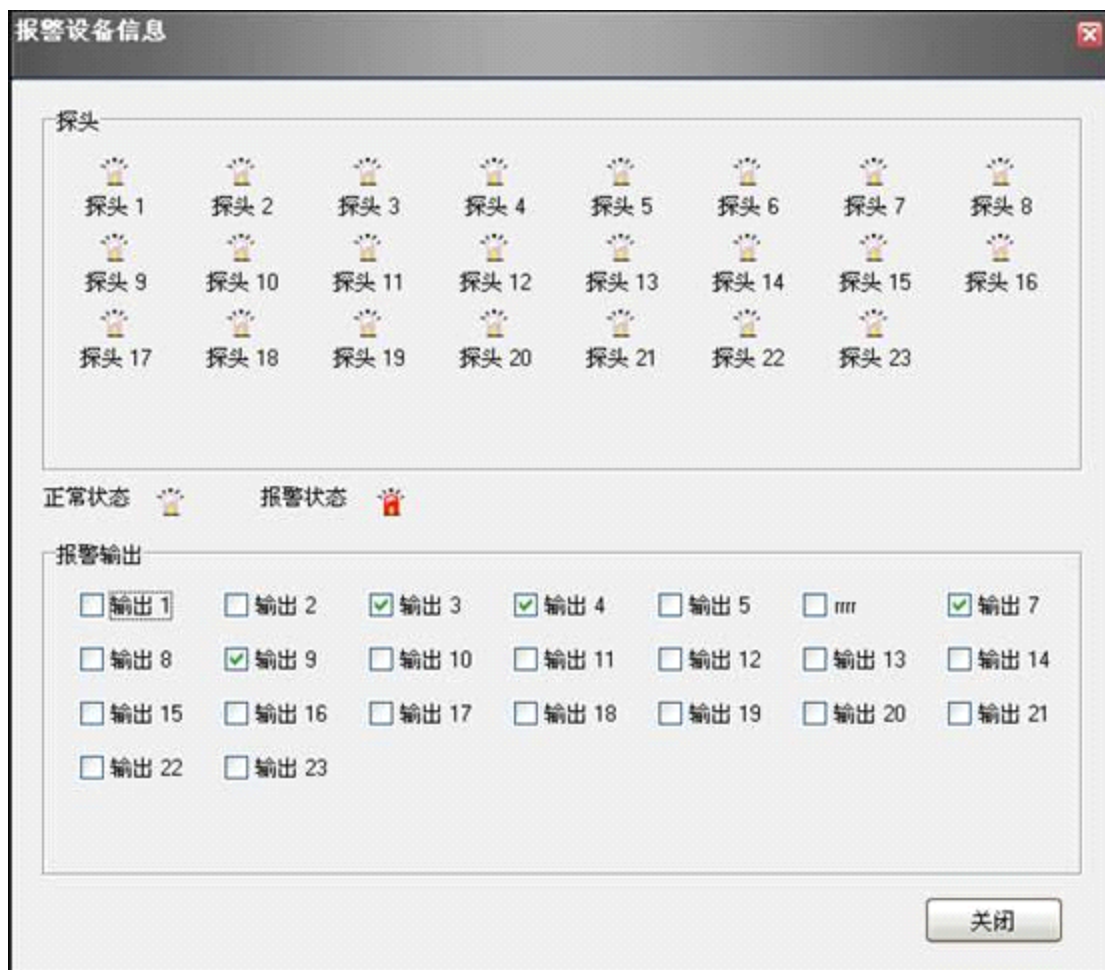 报警设备信息
探头
探头 1 探头 2 探头 3 探头 4 探头 5 探头 6 探头 7 探头 8
探头 9 探头 10 探头 11 探头 12 探头 13 探头 14 探头 15 探头 16
探头 17 探头 18 探头 19 探头 20 探头 21 探头 22 探头 23
正常状态 报警状态
报警输出
输出 1 输出 2 输出 3 输出 4 输出 5 rrrr 输出 7
输出 8 输出 9 输出 10 输出 11 输出 12 输出 13 输出 14
输出 15 输出 16 输出 17 输出 18 输出 19 输出 20 输出 21
输出 22 输出 23
关闭